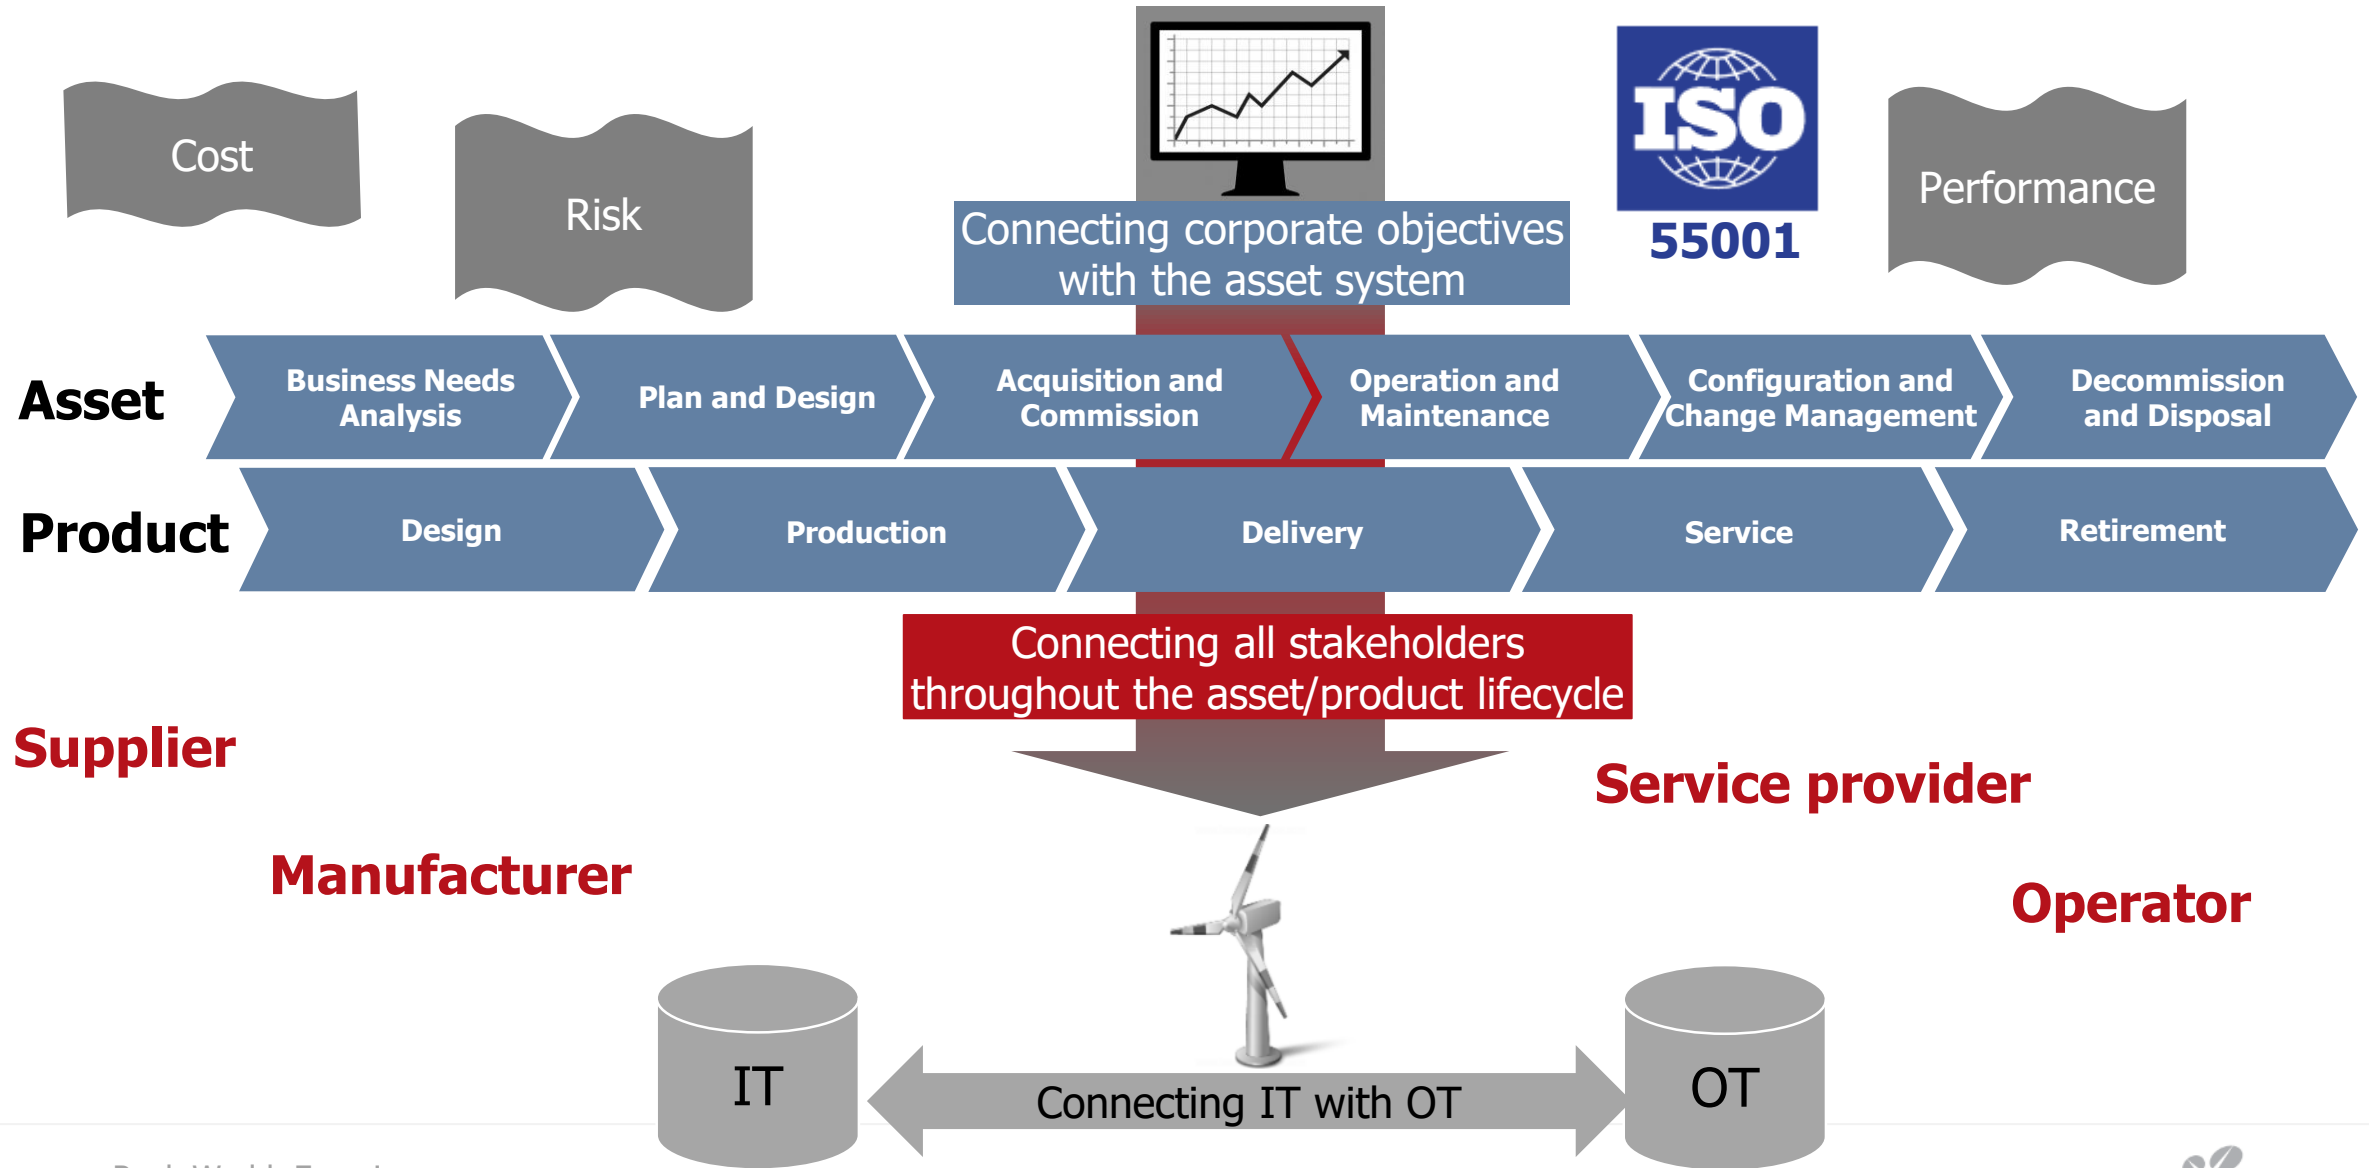 Cost
Risk
ISO
55001
Performance
Connecting corporate objectives
with the asset system
Asset
Business Needs
Analysis
Plan and Design
Acquisition and
Commission
Operation and
Maintenance
Configuration and
Change Management
Decommission
and Disposal
Product
Design
Production
Delivery
Service
Retirement
Connecting all stakeholders
throughout the asset/product lifecycle
Supplier
Service provider
Manufacturer
Operator
IT
Connecting IT with OT
OT